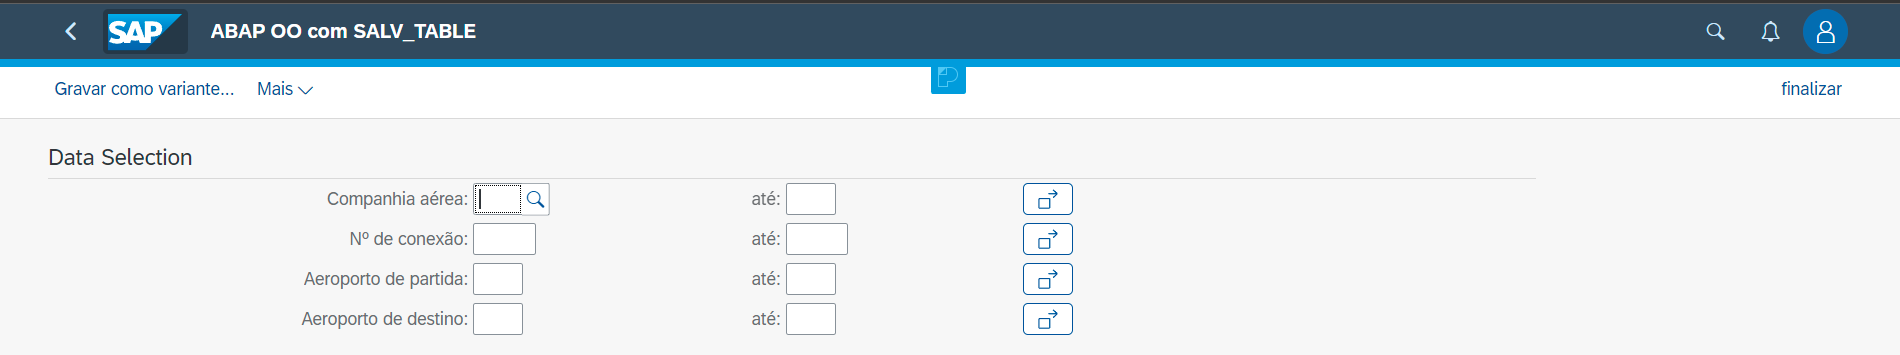 SAP ABAP OO com SALV_TABLE
Gravar como variante... Mais finalizar
Data Selection
Companhia aérea: até:
Nº de conexão: até:
Aeroporto de partida: até:
Aeroporto de destino: até: